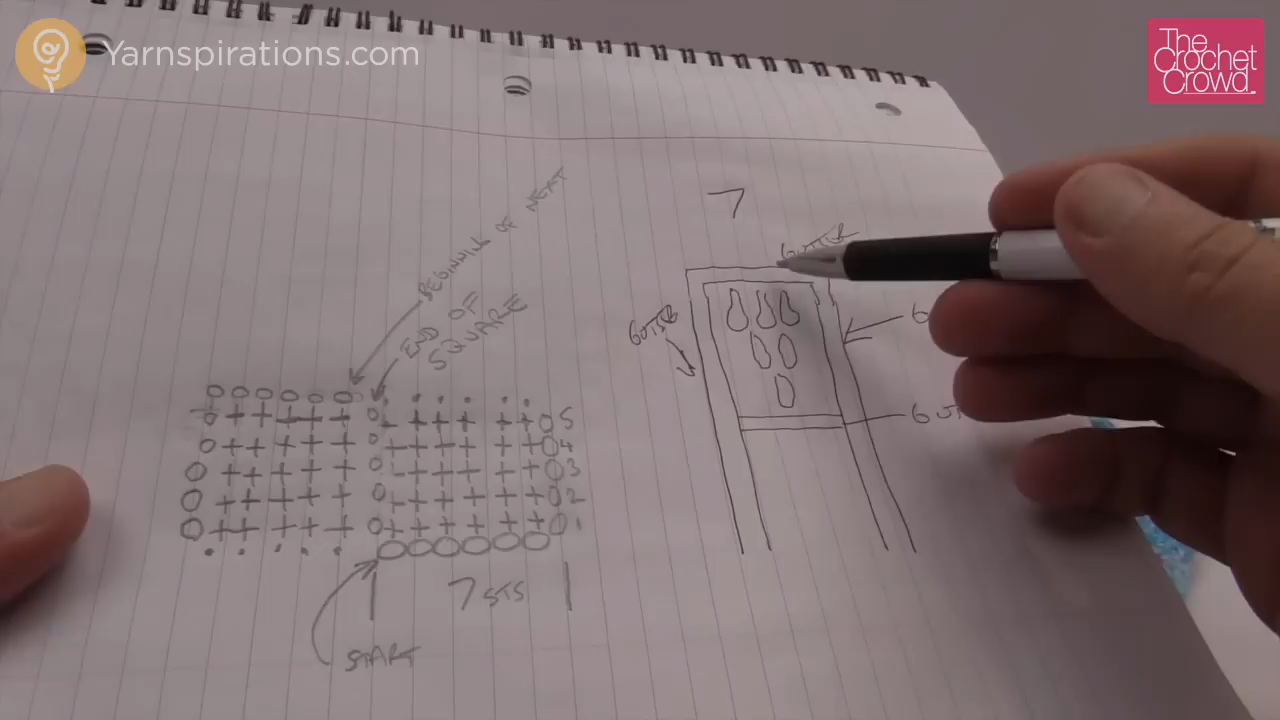 Yarnspirations.com
The
Crochet
Crowd
7
BEGINNING OF NEXT
GUTTER
END OF
SQUARE
GUTTER
G
GUT
5
4
3
2
1
7 STS
START